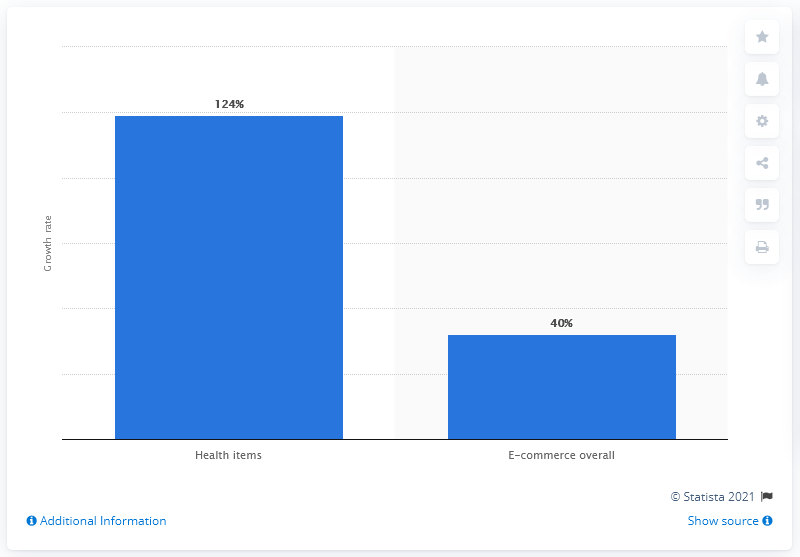 124%
40%
Growth rate
Health items
E-commerce overall
© Statista 2021
Additional Information
Show source